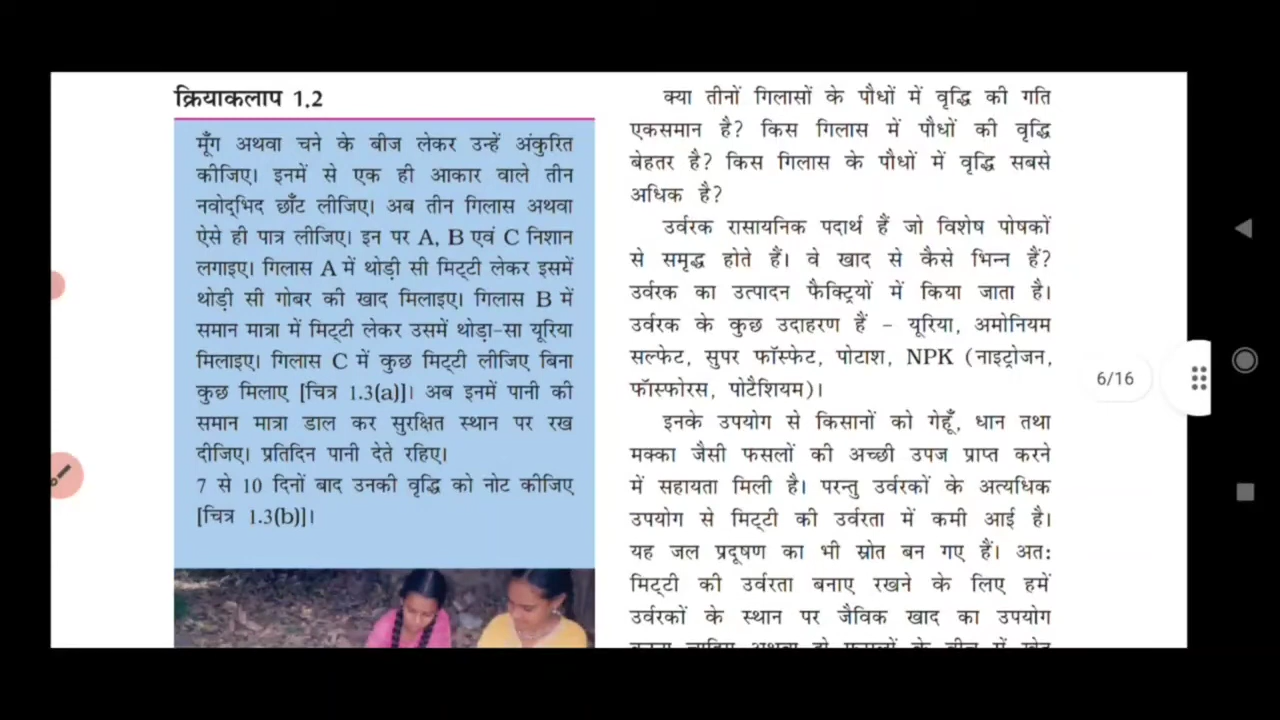 क्रियाकलाप 1.2
मूँग अथवा चने के बीज लेकर उन्हें अंकुरित
कीजिए। इनमें से एक ही आकार वाले तीन
नवोद्‌भिद छाँट लीजिए। अब तीन गिलास अथवा
ऐसे ही पात्र लीजिए। इन पर A, B एवं C निशान
लगाइए। गिलास A में थोड़ी सी मिट्‌टी लेकर इसमें
थोड़ी सी गोबर की खाद मिलाइए। गिलास B में
समान मात्रा में मिट्‌टी लेकर उसमें थोड़ा-सा यूरिया
मिलाइए। गिलास C में कुछ मिट्‌टी लीजिए बिना
कुछ मिलाए [चित्र 1.3(a)]। अब इनमें पानी की
समान मात्रा डाल कर सुरक्षित स्थान पर रख
दीजिए। प्रतिदिन पानी देते रहिए।
7 से 10 दिनों बाद उनकी वृद्धि को नोट कीजिए
[चित्र 1.3(b)]।
क्या तीनों गिलासों के पौधों में वृद्धि की गति
एकसमान है? किस गिलास में पौधों की वृद्धि
बेहतर है? किस गिलास के पौधों में वृद्धि सबसे
अधिक है?
उर्वरक रासायनिक पदार्थ हैं जो विशेष पोषकों
से समृद्ध होते हैं। वे खाद से कैसे भिन्न हैं?
उर्वरक का उत्पादन फैक्ट्रियों में किया जाता है।
उर्वरक के कुछ उदाहरण हैं – यूरिया, अमोनियम
सल्फेट, सुपर फॉस्फेट, पोटाश, NPK (नाइट्रोजन,
फॉस्फोरस, पोटैशियम)।
इनके उपयोग से किसानों को गेहूँ, धान तथा
मक्का जैसी फसलों की अच्छी उपज प्राप्त करने
में सहायता मिली है। परन्तु उर्वरकों के अत्यधिक
उपयोग से मिट्‌टी की उर्वरता में कमी आई है।
यह जल प्रदूषण का भी स्रोत बन गए हैं। अत:
मिट्‌टी की उर्वरता बनाए रखने के लिए हमें
उर्वरकों के स्थान पर जैविक खाद का उपयोग
6/16